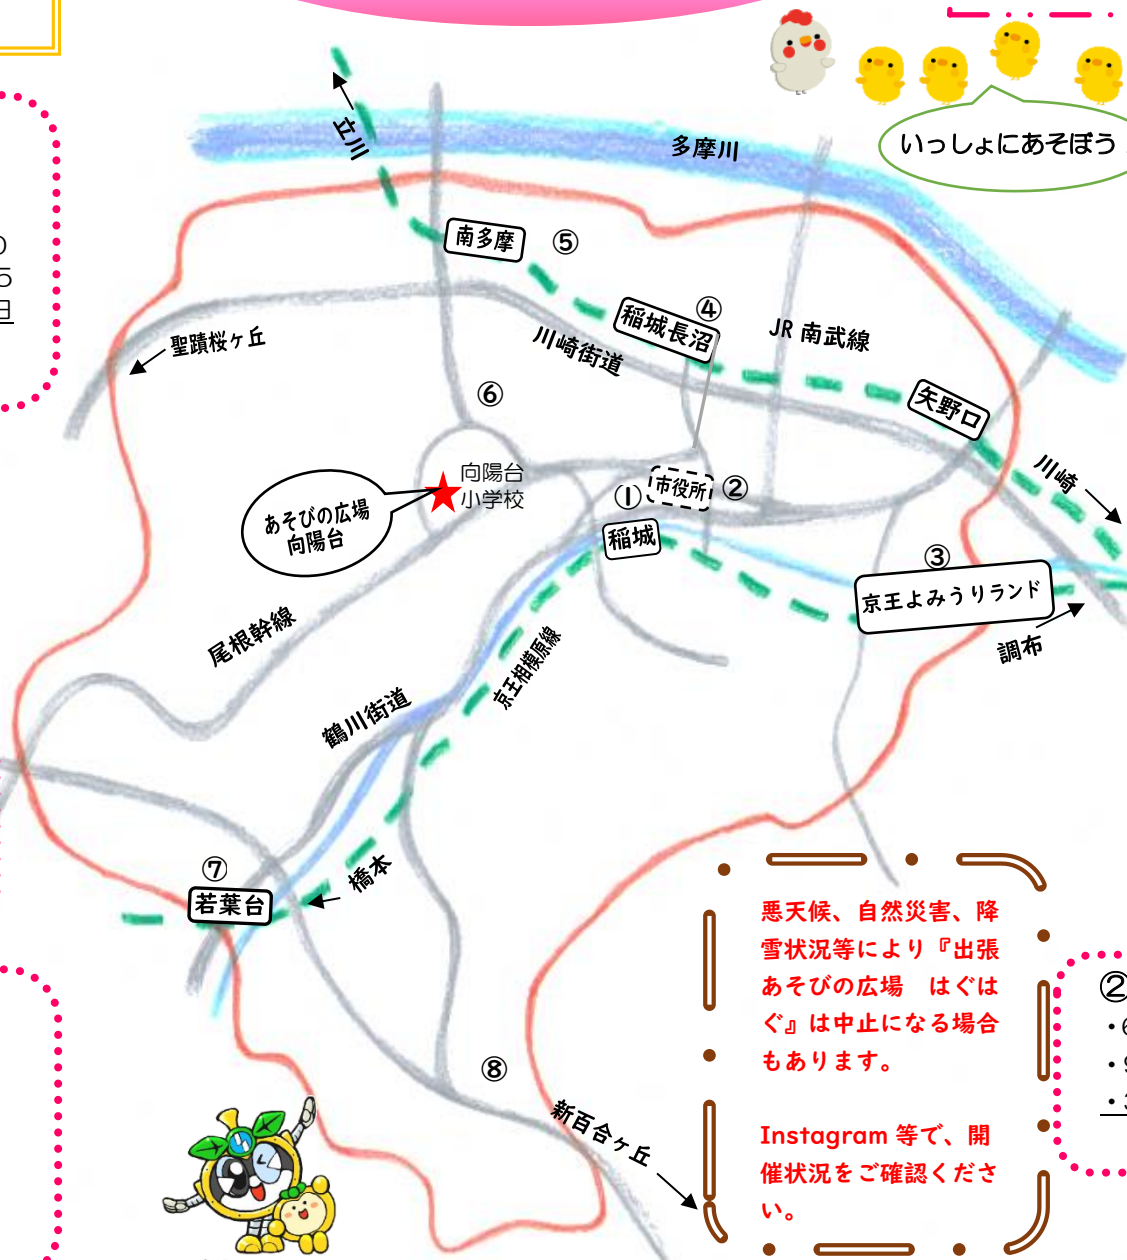 いっしょにあそぼう
立川
多摩川
0
5
日
南多摩
⑤
④
稲城長沼
JR 南武線
聖蹟桜ヶ丘
川崎街道
⑥
矢野口
川崎
向陽台
小学校
市役所
①
②
あそびの広場
向陽台
稲城
③
京王よみうりランド
調布
尾根幹線
京王相模原線
鶴川街道
⑦
若葉台
橋本
悪天候、自然災害、降
雪状況等により『出張
あそびの広場　はぐは
ぐ』は中止になる場合
もあります。
Instagram 等で、開
催状況をご確認くださ
い。
②
・6
・9
・3
⑧
新百合ヶ丘